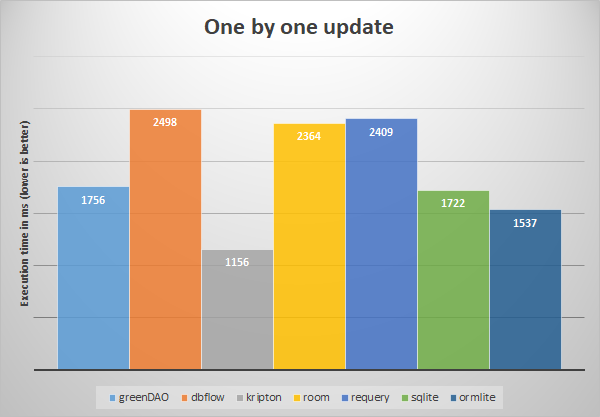 One by one update
Execution time in ms (lower is better)
1756
2498
1156
2364
2409
1722
1537
greenDAO dbflow kripton room requery sqlite ormlite